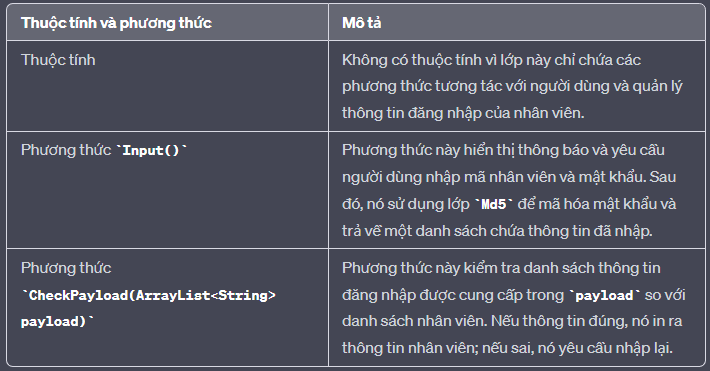 Thuộc tính và phương thức
Mô tả
Thuộc tính
Không có thuộc tính vì lớp này chỉ chứa các
phương thức tương tác với người dùng và quản lý
thông tin đăng nhập của nhân viên.
Phương thức `Input()`
Phương thức này hiển thị thông báo và yêu cầu
người dùng nhập mã nhân viên và mật khẩu. Sau
đó, nó sử dụng lớp `Md5` để mã hóa mật khẩu và
trả về một danh sách chứa thông tin đã nhập.
Phương thức
`CheckPayload(ArrayList<String>
payload)`
Phương thức này kiểm tra danh sách thông tin
đăng nhập được cung cấp trong `payload` so với
danh sách nhân viên. Nếu thông tin đúng, nó in ra
thông tin nhân viên; nếu sai, nó yêu cầu nhập lại.